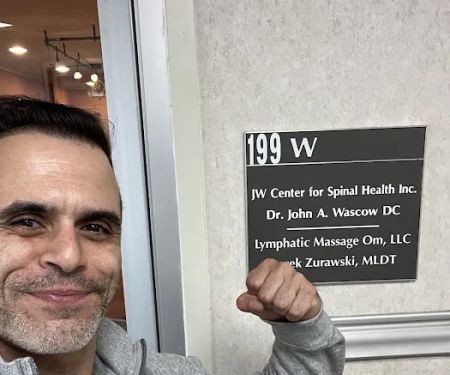 199 W
JW Center for Spinal Health Inc.
Dr. John A. Wascow DC
Lymphatic Massage Om, LLC
Zurawski, MLDT